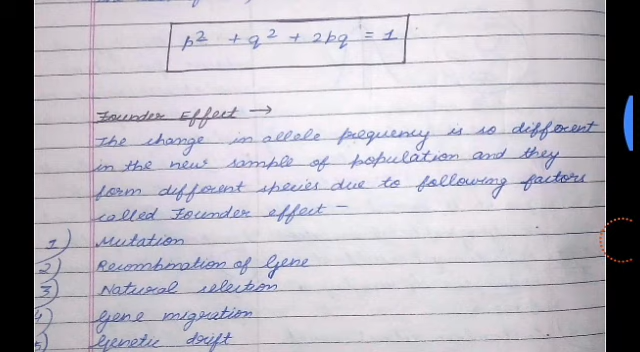 p² + q² + 2pq = 1
Founder Effect →
The change in allele frequency is so different
in the new sample of population and they
form different species due to following factors
called Founder effect –
1) Mutation
2) Recombination of Gene
3) Natural selection
4) Gene migration
5) Genetic drift